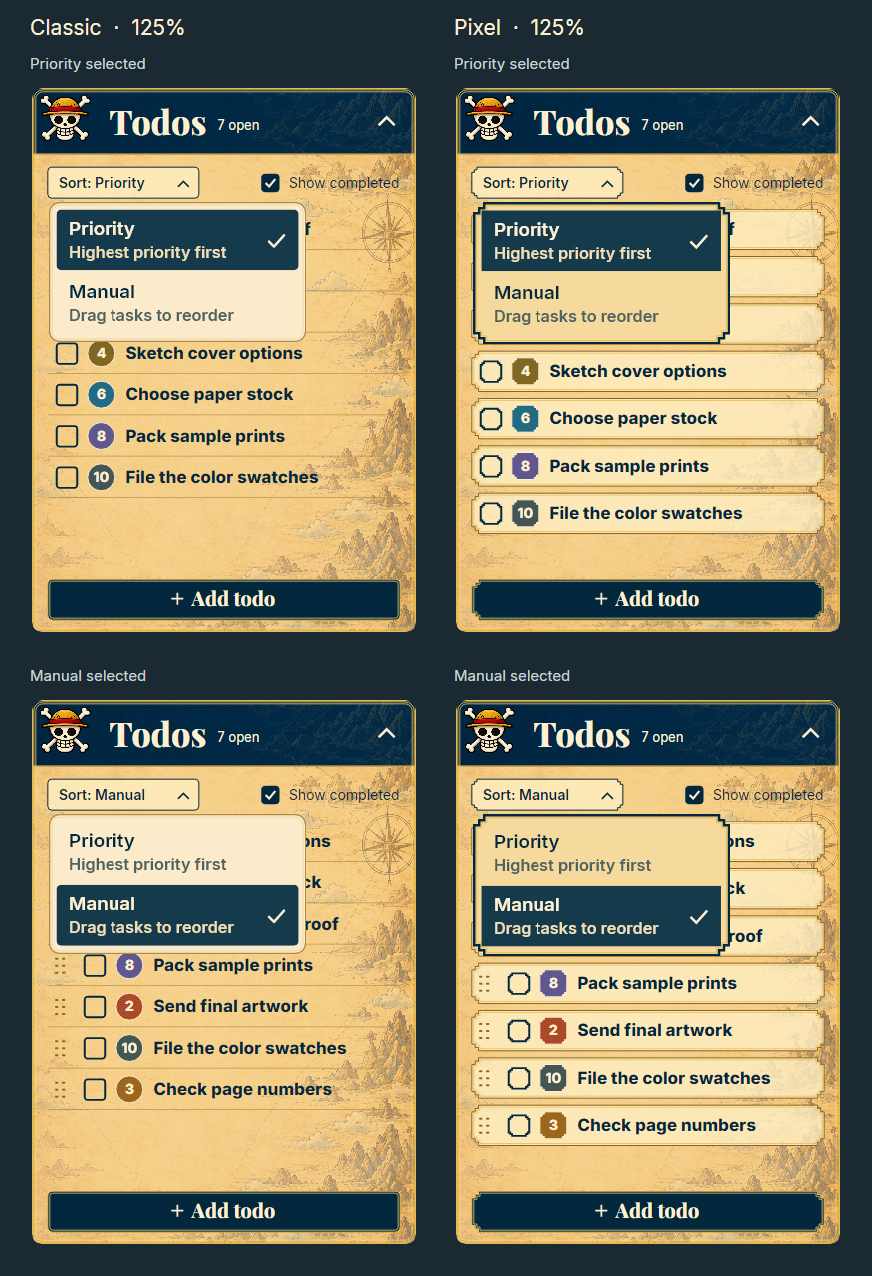 Classic · 125%
Priority selected
Todos 7 open
Sort: Priority
Show completed
Priority
Highest priority first
Manual
Drag tasks to reorder
4 Sketch cover options
6 Choose paper stock
8 Pack sample prints
10 File the color swatches
+ Add todo
Pixel · 125%
Priority selected
Todos 7 open
Sort: Priority
Show completed
Priority
Highest priority first
Manual
Drag tasks to reorder
4 Sketch cover options
6 Choose paper stock
8 Pack sample prints
10 File the color swatches
+ Add todo
Manual selected
Todos 7 open
Sort: Manual
Show completed
Priority
Highest priority first
Manual
Drag tasks to reorder
8 Pack sample prints
2 Send final artwork
10 File the color swatches
3 Check page numbers
+ Add todo
Manual selected
Todos 7 open
Sort: Manual
Show completed
Priority
Highest priority first
Manual
Drag tasks to reorder
8 Pack sample prints
2 Send final artwork
10 File the color swatches
3 Check page numbers
+ Add todo